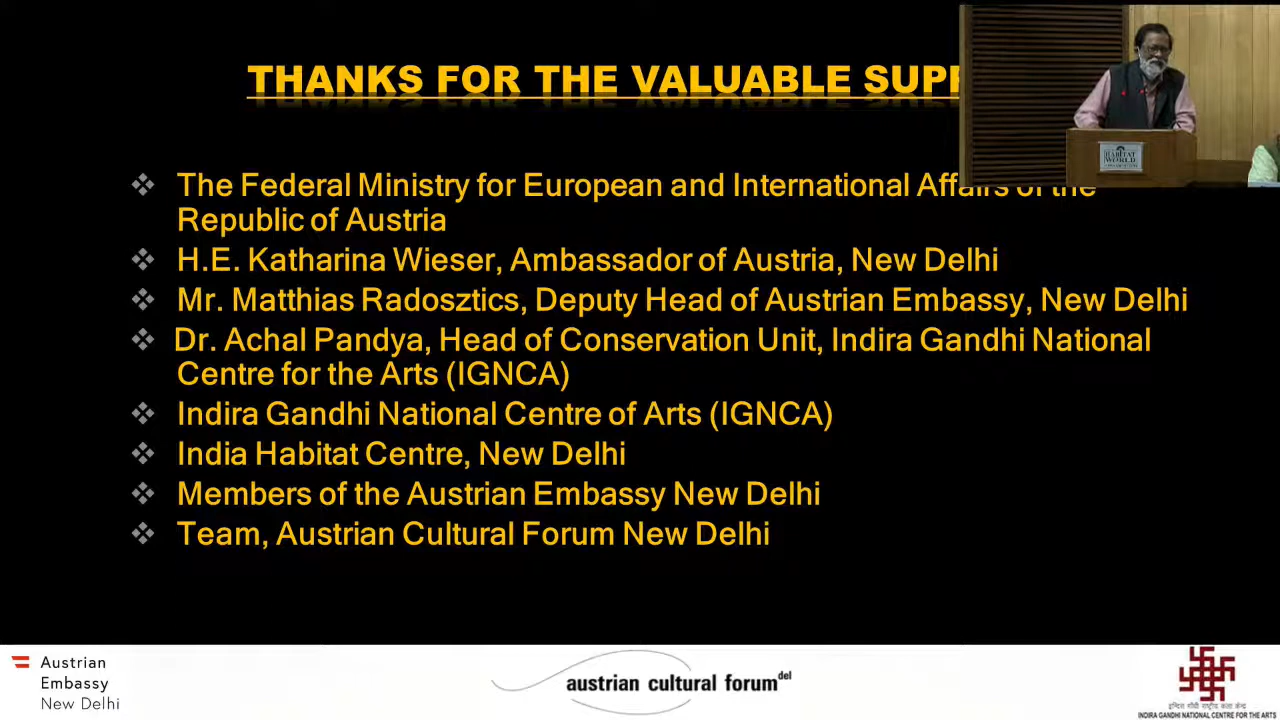 THANKS FOR THE VALUABLE
The Federal Ministry for European and International Affairs of the
Republic of Austria
H.E. Katharina Wieser, Ambassador of Austria, New Delhi
Mr. Matthias Radosztics, Deputy Head of Austrian Embassy, New Delhi
Dr. Achal Pandya, Head of Conservation Unit, Indira Gandhi National
Centre for the Arts (IGNCA)
Indira Gandhi National Centre of Arts (IGNCA)
India Habitat Centre, New Delhi
Members of the Austrian Embassy New Delhi
Team, Austrian Cultural Forum New Delhi
HABITAT
WORLD
Austrian
Embassy
New Delhi
austrian cultural forum del
इन्दिरा गाँधी राष्ट्रीय कला केन्द्र
INDIRA GANDHI NATIONAL CENTRE FOR THE ARTS